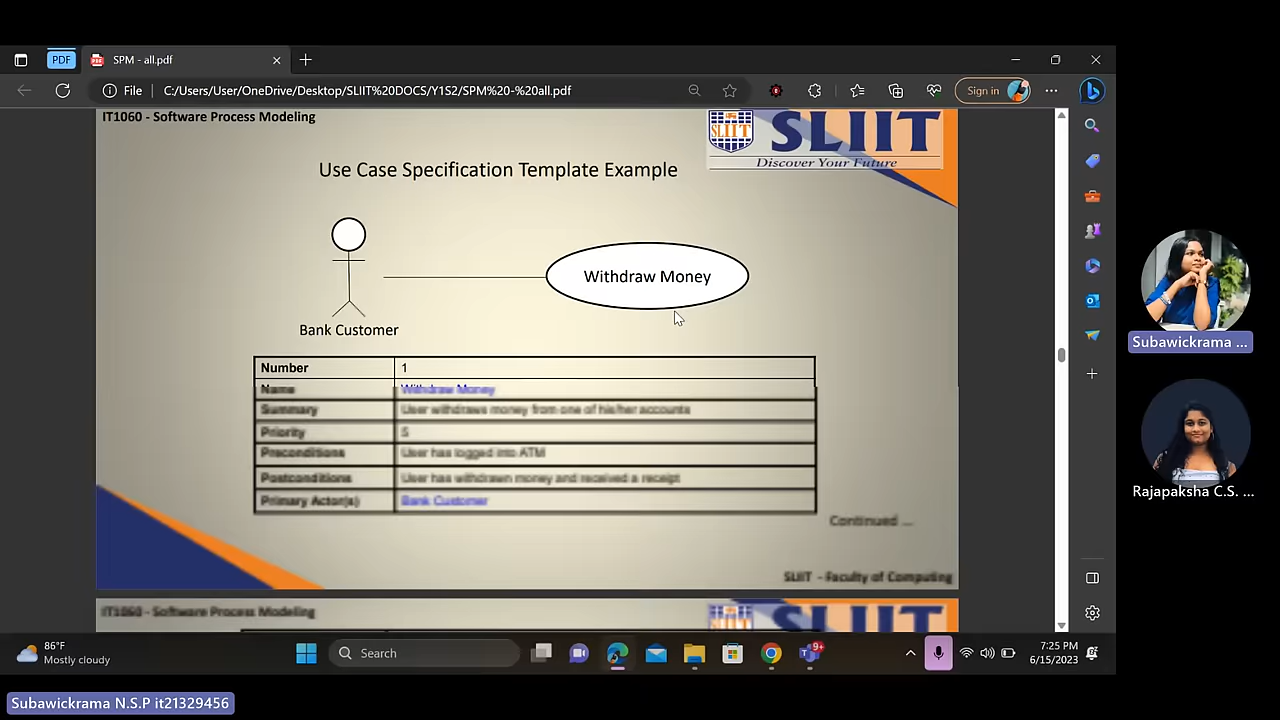 PDF
SPM - all.pdf
File
C:/Users/User/OneDrive/Desktop/SLIIT%20DOCS/Y1S2/SPM%20-%20all.pdf
Sign in
IT1060 - Software Process Modeling
SLIIT
SLIIT
Discover Your Future
Use Case Specification Template Example
Withdraw Money
Bank Customer
Number 1
Name Withdraw Money
Summary User withdraws money from one of his/her accounts
Priority 5
Preconditions User has logged into ATM
Postconditions User has withdrawn money and received a receipt
Primary Actor(s) Bank Customer
Continued ...
SLIIT - Faculty of Computing
IT1060 - Software Process Modeling
SLIIT
Subawickrama ...
Rajapaksha C.S. ...
86°F
Mostly cloudy
Search
9+
7:25 PM
6/15/2023
Subawickrama N.S.P it21329456